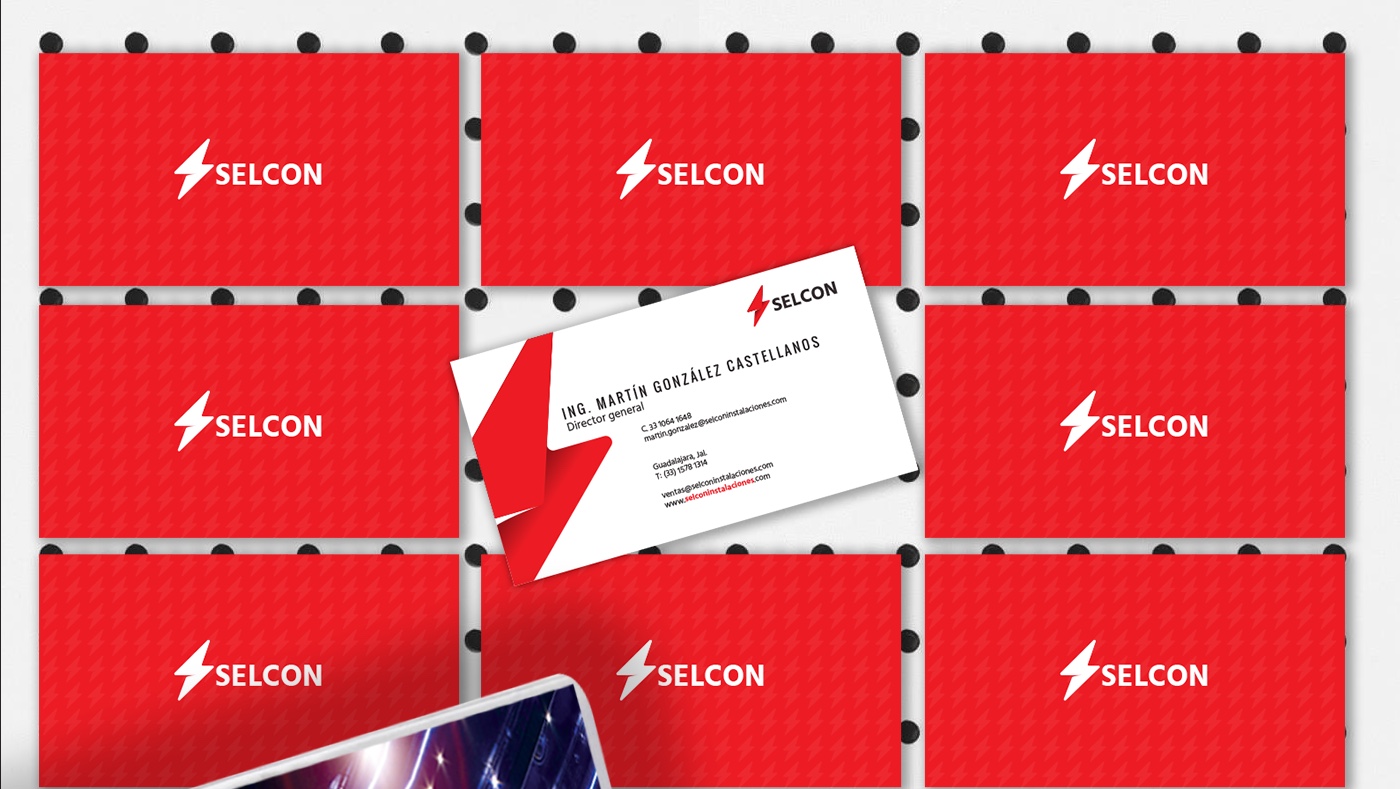 SELCON
SELCON
SELCON
SELCON
SELCON
ING. MARTÍN GONZÁLEZ CASTELLANOS
Director general
C. 33 1064 1648
martin.gonzalez@selconinstalaciones.com
Guadalajara, Jal.
T: (33) 1578 1314
ventas@selconinstalaciones.com
www.selconinstalaciones.com
SELCON
SELCON
SELCON
SELCON